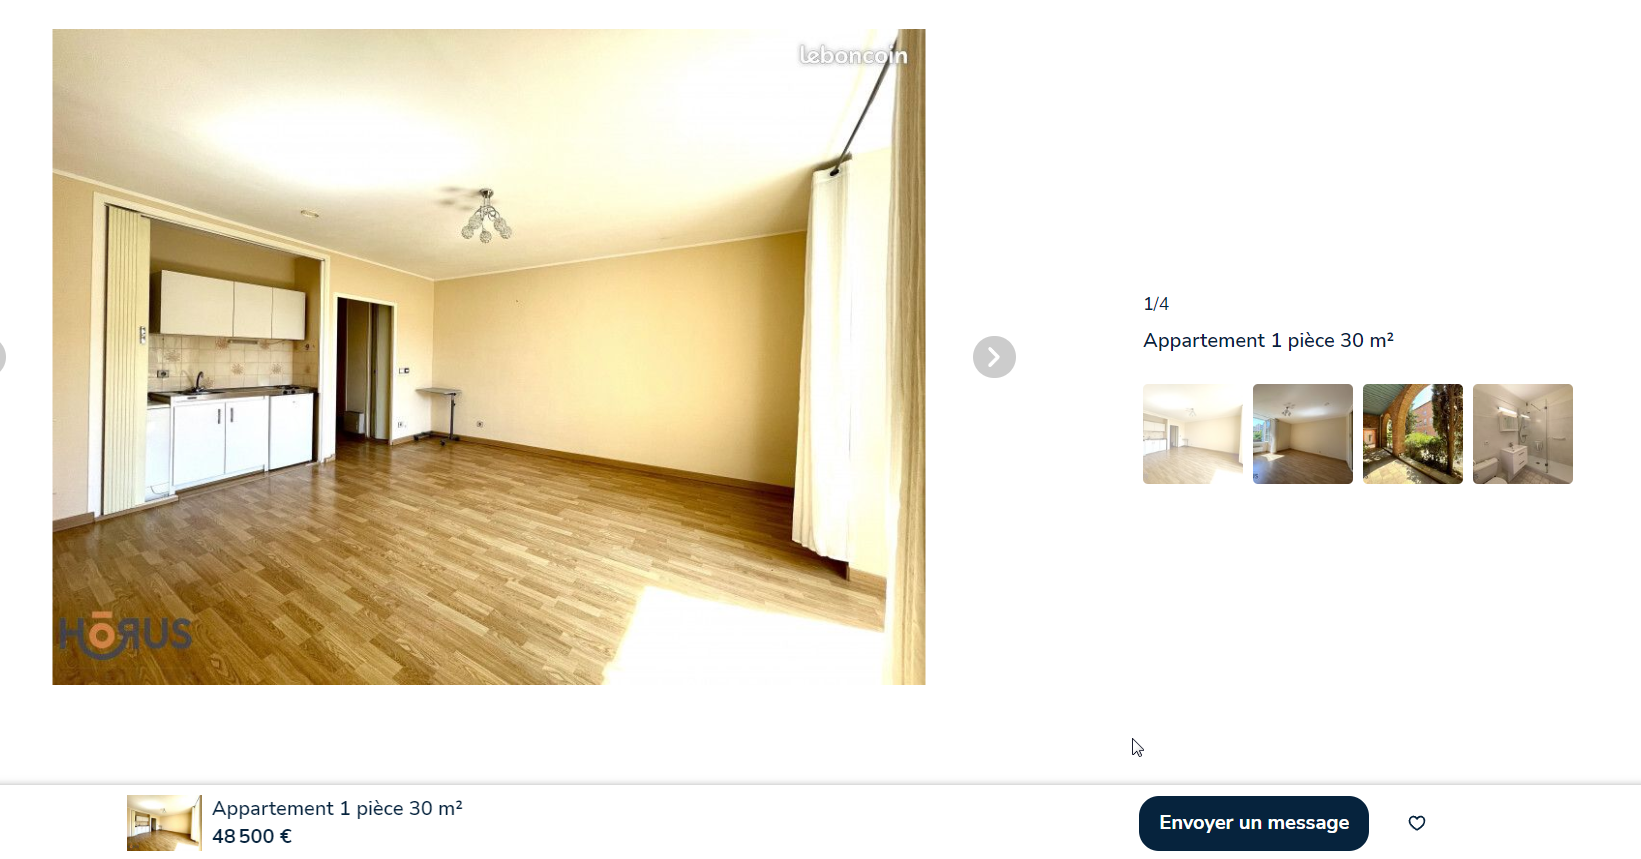 leboncoin
HORUS
1/4
Appartement 1 pièce 30 m²
Appartement 1 pièce 30 m²
48 500 €
Envoyer un message